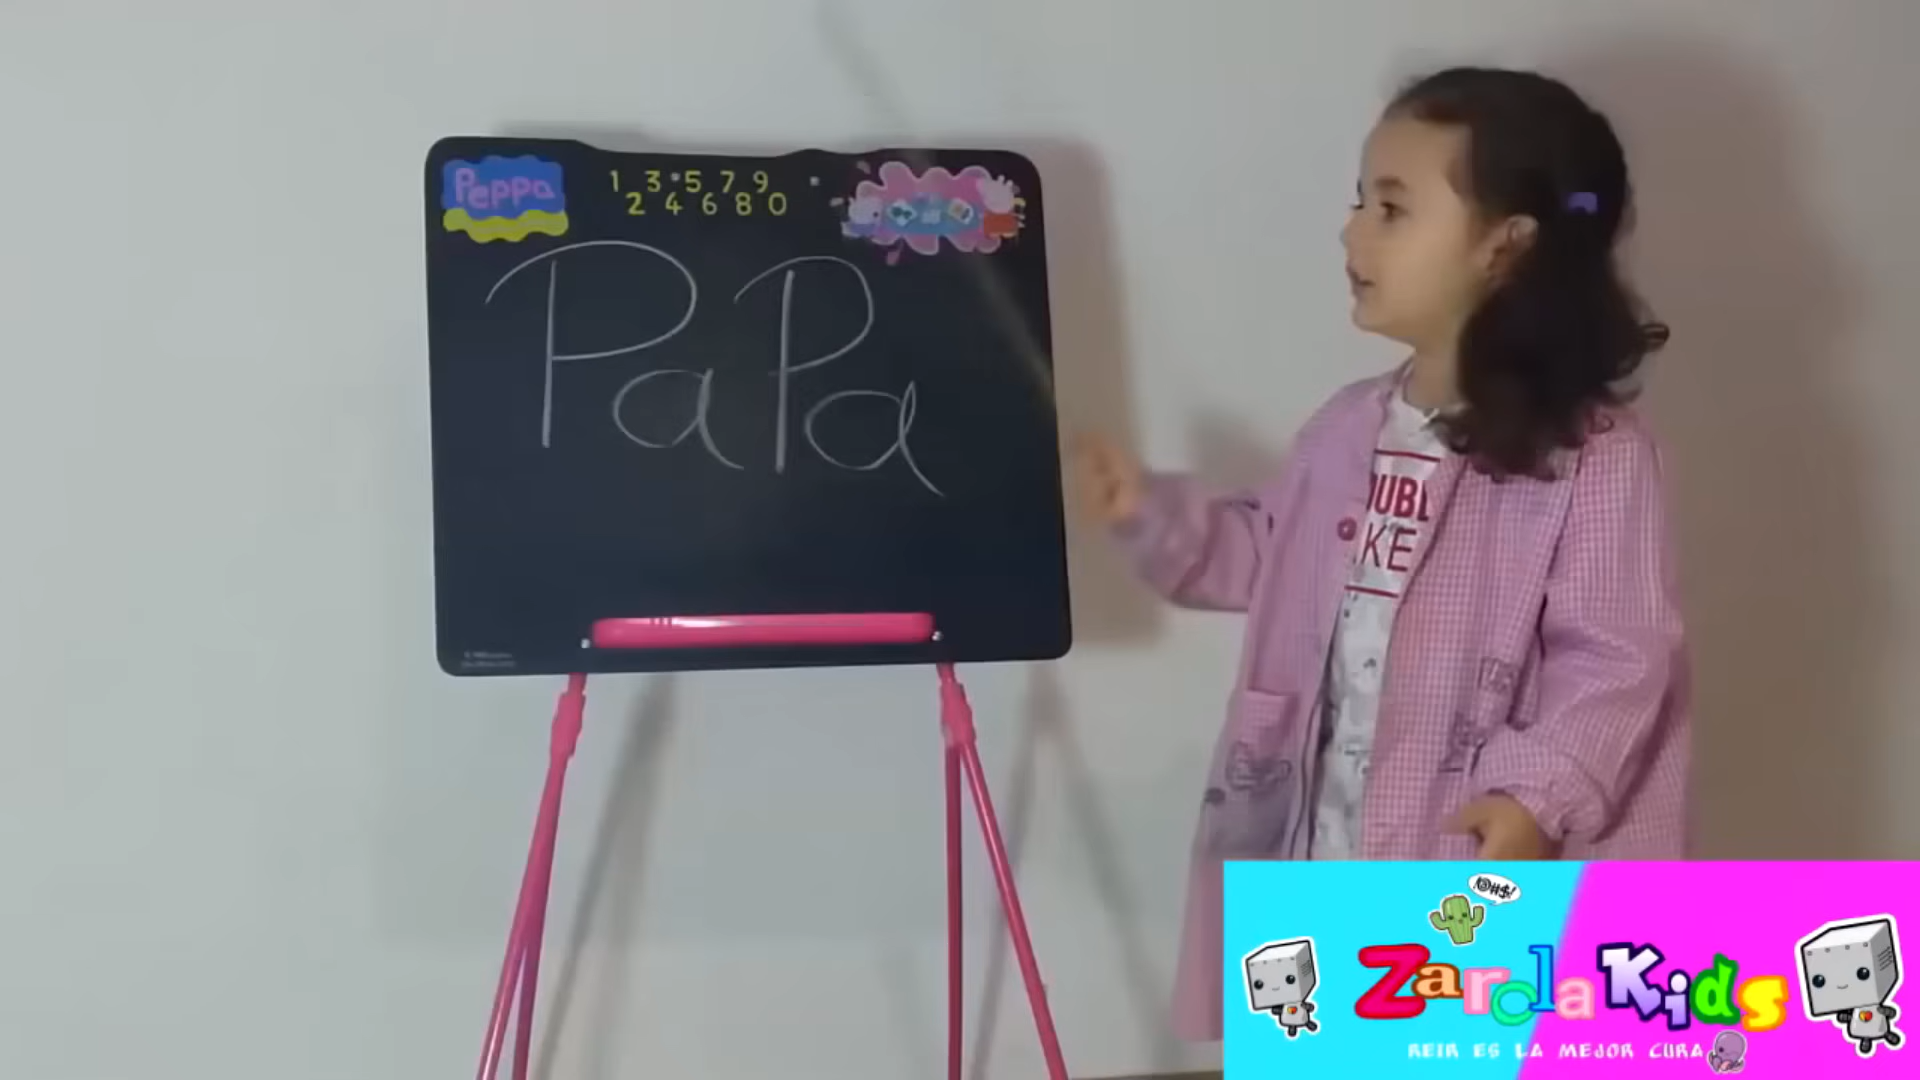 Peppa
1 3 5 7 9
2 4 6 8 0
PaPa
OUBL
KE
!@#$!
Zarola Kids
REIR ES LA MEJOR CURA